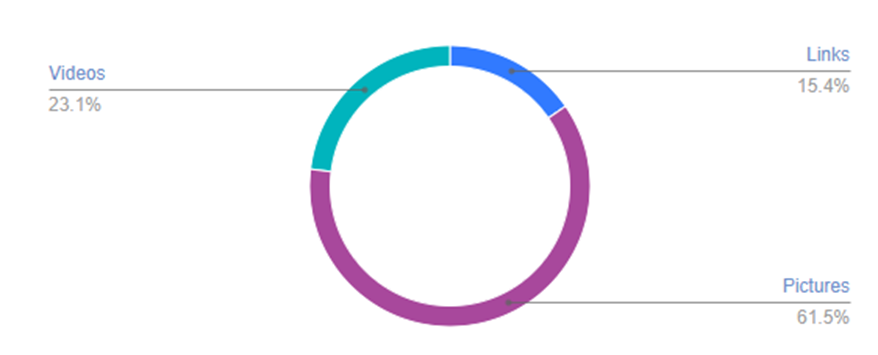 Links
15.4%
Videos
23.1%
Pictures
61.5%